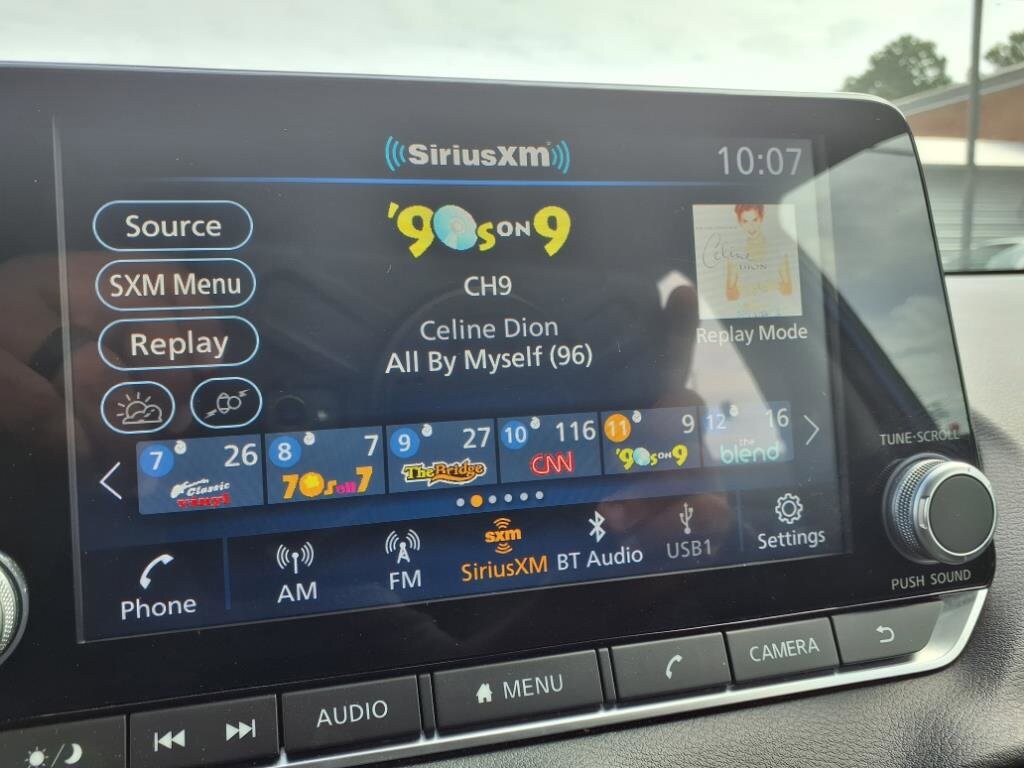 SiriusXM
10:07
Source
'90s ON 9
SXM Menu
CH9
Celine DION
Replay
Celine Dion
All By Myself (96)
Replay Mode
7 26
Classic Vinyl
8 7
70s on 7
9 27
The Bridge
10 116
CNN
11 9
'90s ON 9
12 16
the blend
TUNE·SCROLL
Phone
AM
FM
sxm
SiriusXM
BT Audio
USB1
Settings
PUSH SOUND
AUDIO
MENU
CAMERA